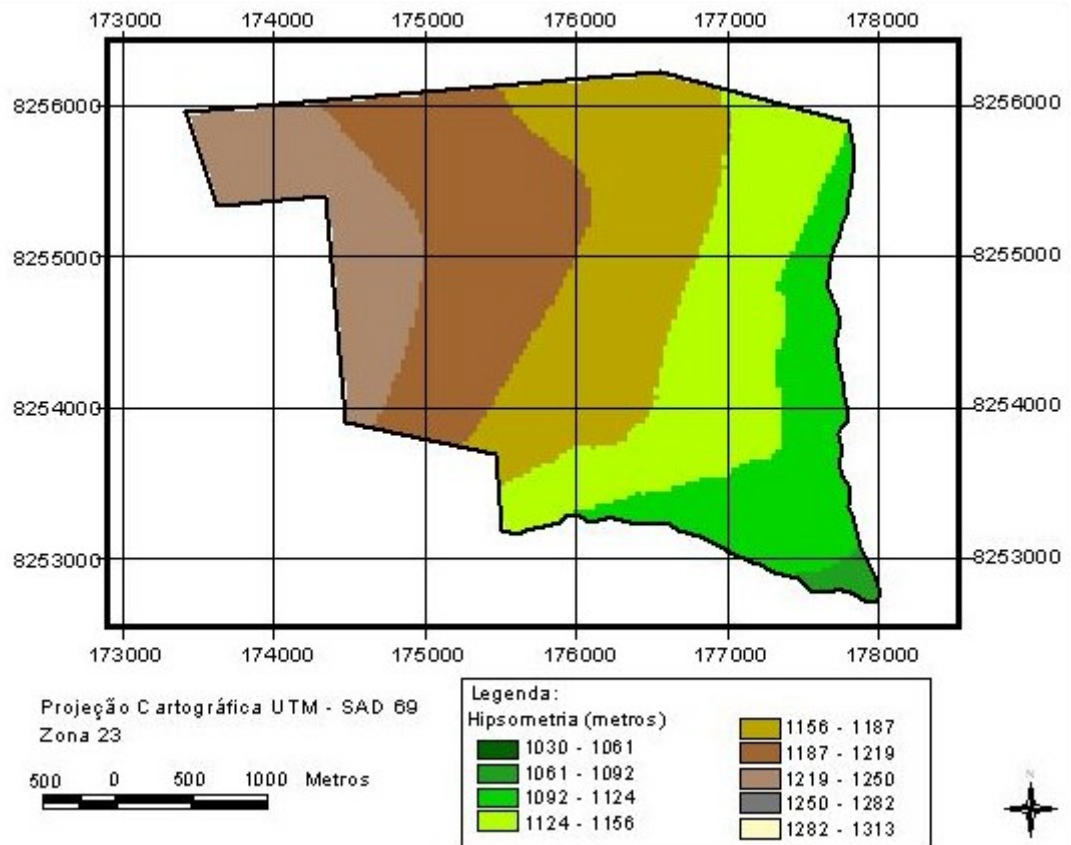 173000 174000 175000 176000 177000 178000
8256000 8256000
8255000 8255000
8254000 8254000
8253000 8253000
173000 174000 175000 176000 177000 178000
Projeção Cartográfica UTM - SAD 69
Zona 23
500 0 500 1000 Metros
Legenda:
Hipsometria (metros)
1030 - 1061
1061 - 1092
1092 - 1124
1124 - 1156
1156 - 1187
1187 - 1219
1219 - 1250
1250 - 1282
1282 - 1313
N